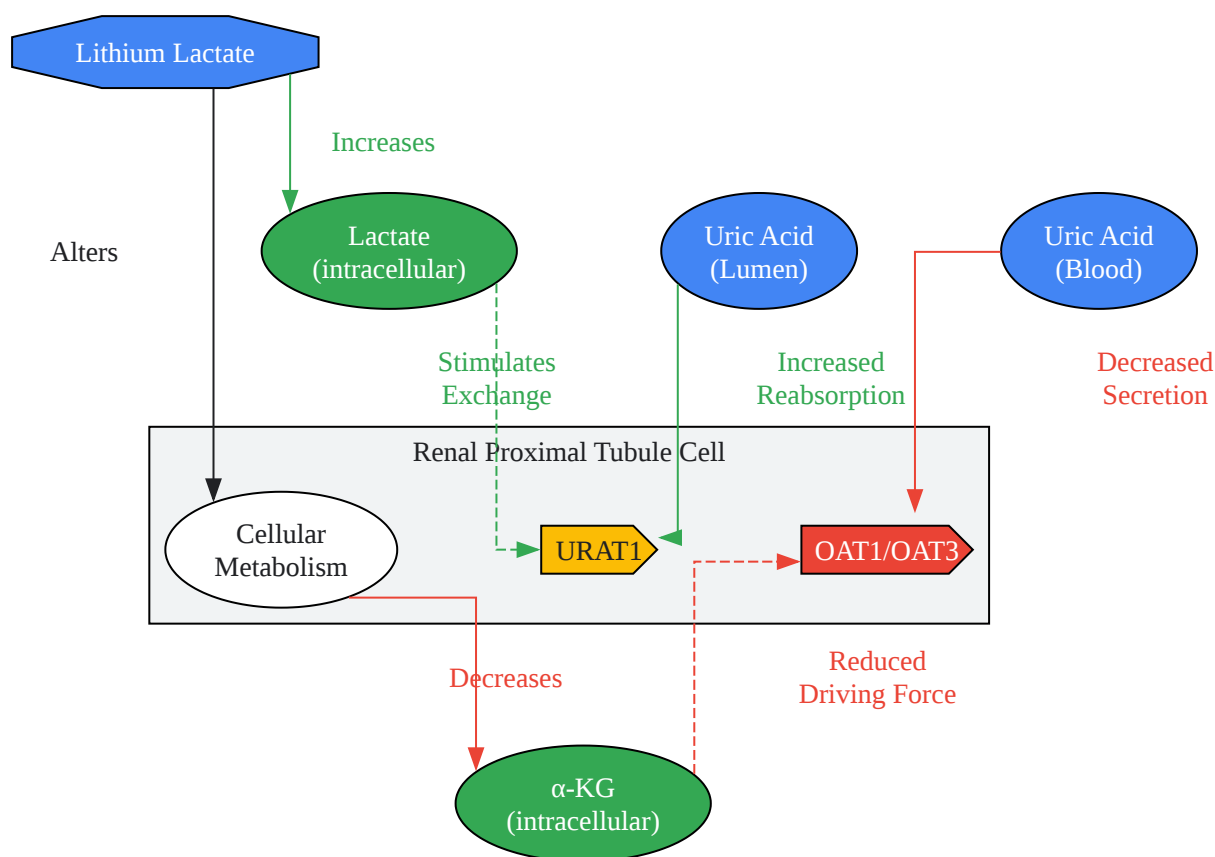 Lithium Lactate
Increases
Alters
Lactate
(intracellular)
Uric Acid
(Lumen)
Uric Acid
(Blood)
Stimulates
Exchange
Increased
Reabsorption
Decreased
Secretion
Renal Proximal Tubule Cell
Cellular
Metabolism
URAT1
OAT1/OAT3
Decreases
Reduced
Driving Force
α-KG
(intracellular)